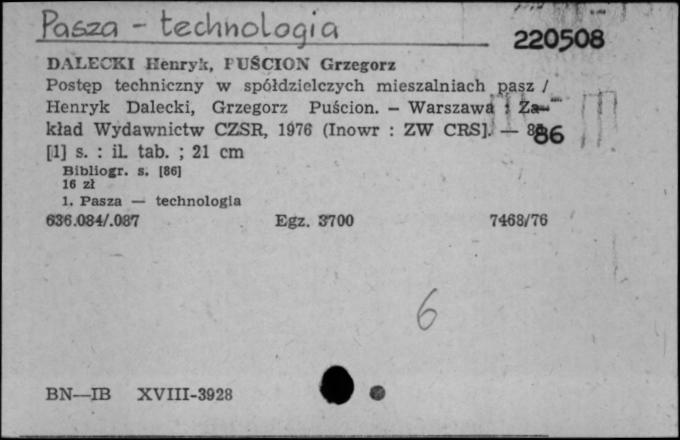 Pasza - technologia
220508
DALECKI Henryk, PUŚCION Grzegorz
Postęp techniczny w spółdzielczych mieszalniach pasz /
Henryk Dalecki, Grzegorz Puścion. – Warszawa : Za-
kład Wydawnictw CZSR, 1976 (Inowr : ZW CRS]. — 86
[1] s. : il. tab. ; 21 cm
Bibliogr. s. [86]
16 zł
1. Pasza — technologia
636.084/.087 Egz. 3700 7468/76
6
BN—IB XVIII-3928